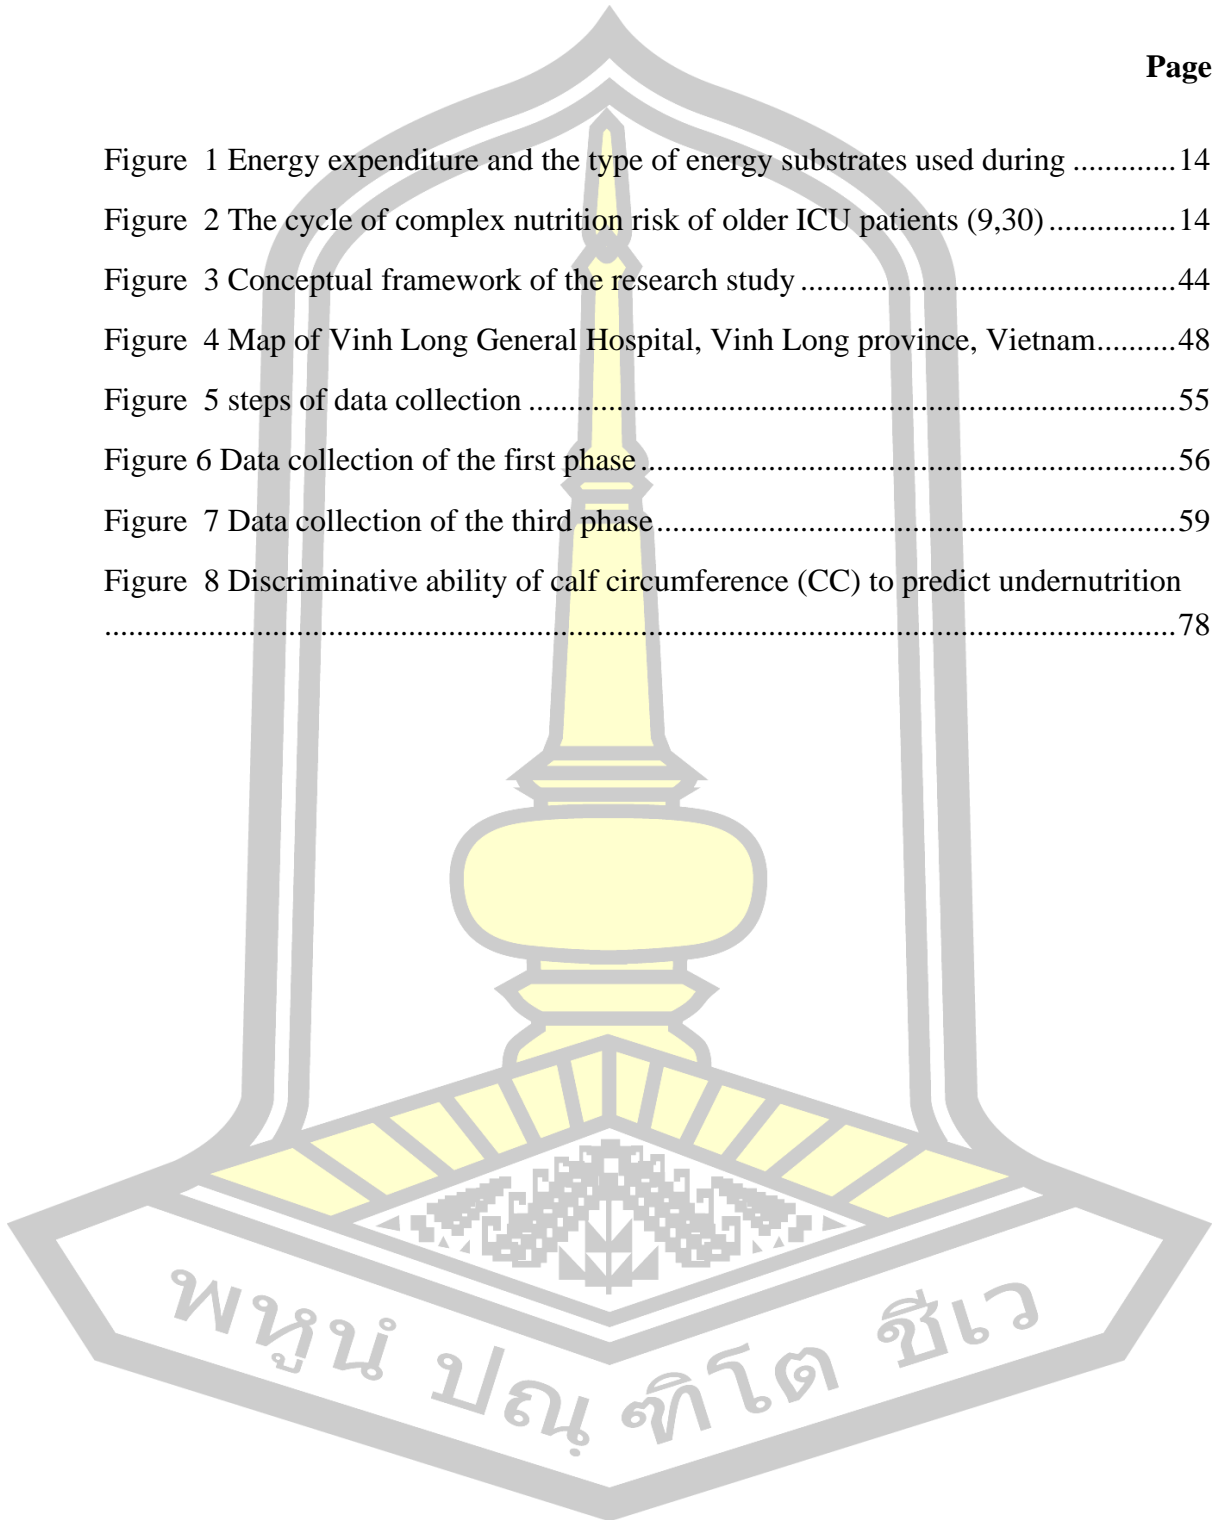 Page
Figure  1 Energy expenditure and the type of energy substrates used during .............14
Figure  2 The cycle of complex nutrition risk of older ICU patients (9,30)................14
Figure  3 Conceptual framework of the research study ...............................................44
Figure  4 Map of Vinh Long General Hospital, Vinh Long province, Vietnam..........48
Figure  5 steps of data collection .................................................................................55
Figure 6 Data collection of the first phase...................................................................56
Figure  7 Data collection of the third phase.................................................................59
Figure  8 Discriminative ability of calf circumference (CC) to predict undernutrition
.......................................................................................................................................78
พหูนํ ปณฺฑิโต ชีเว